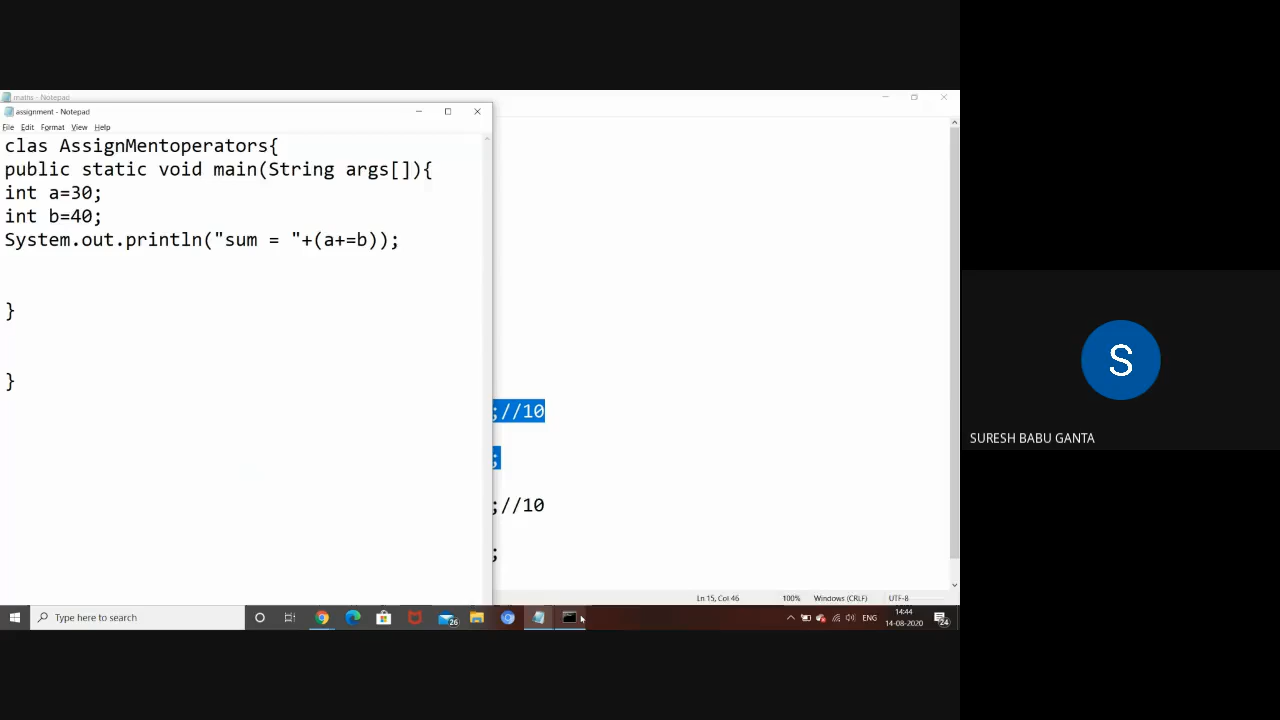 maths - Notepad
assignment - Notepad
File Edit Format View Help
clas AssignMentoperators{
public static void main(String args[]){
int a=30;
int b=40;
System.out.println("sum = "+(a+=b));
}
}
;//10
;
;//10
;
Ln 15, Col 46 100% Windows (CRLF) UTF-8
Type here to search
26
ENG
14:44
14-08-2020
24
S
SURESH BABU GANTA